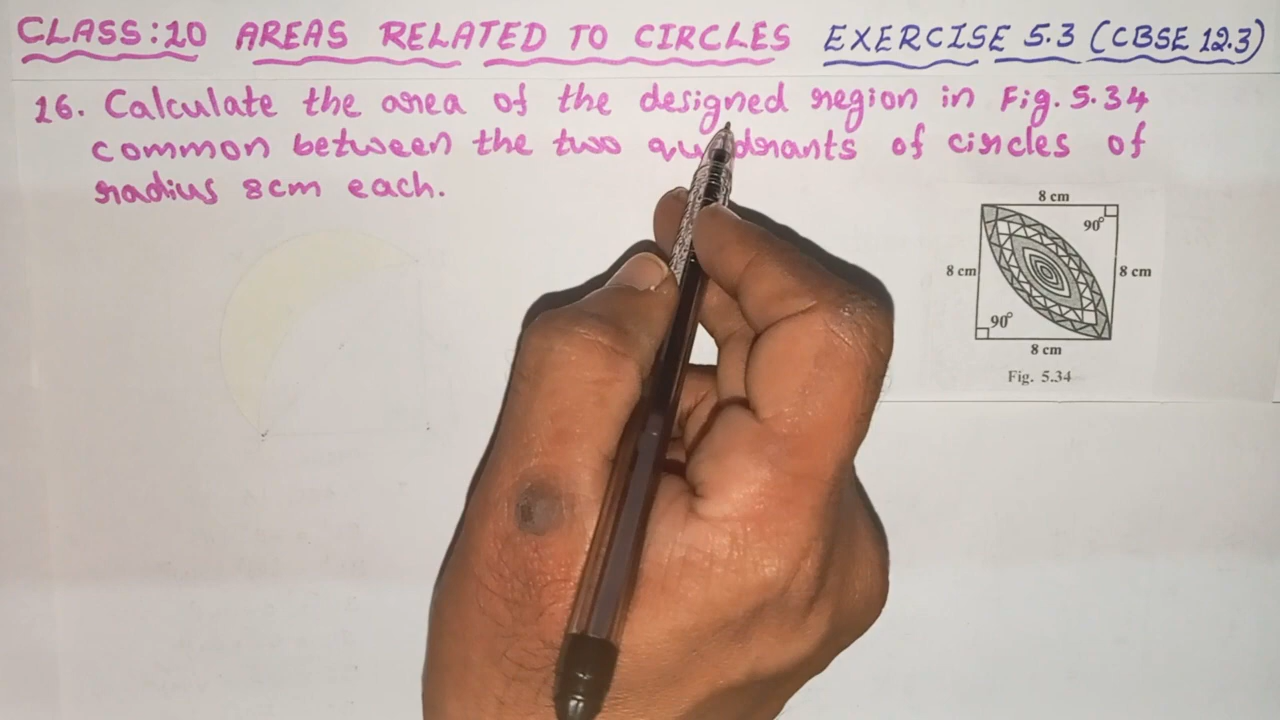 CLASS:10 AREAS RELATED TO CIRCLES EXERCISE 5.3 (CBSE 12.3)
16. Calculate the area of the designed region in Fig. 5.34
common between the two quadrants of circles of
radius 8cm each.
8 cm
90°
8 cm
8 cm
90°
8 cm
Fig. 5.34